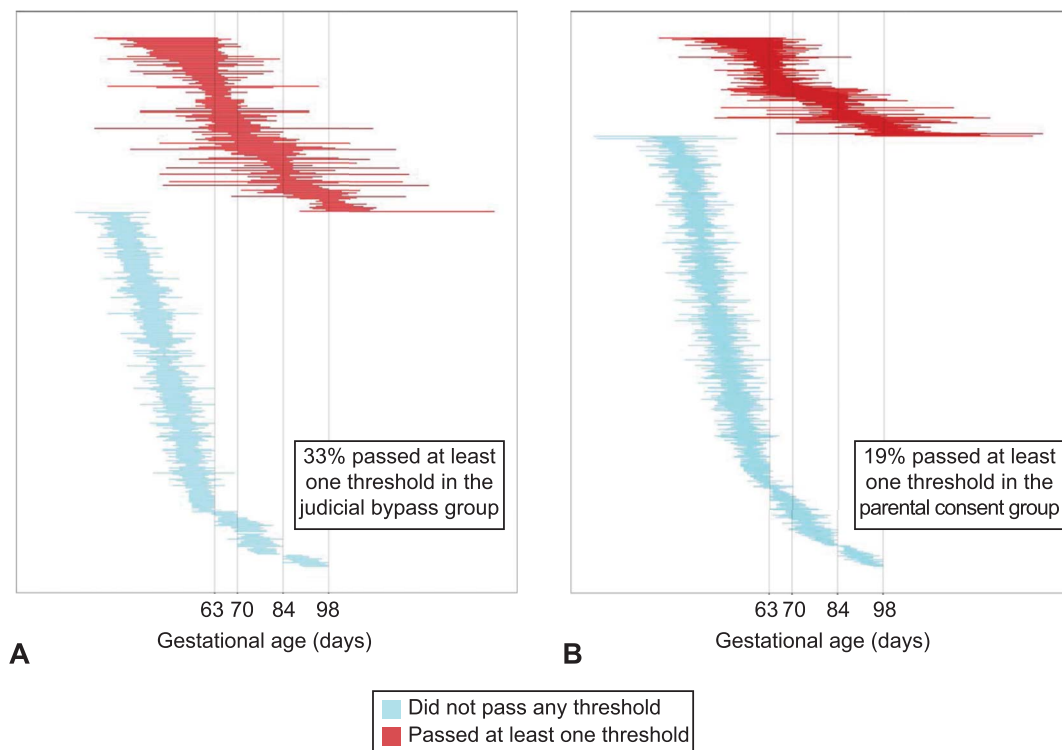 33% passed at least
one threshold in the
judicial bypass group
19% passed at least
one threshold in the
parental consent group
63 70 84 98
Gestational age (days)
A
63 70 84 98
Gestational age (days)
B
Did not pass any threshold
Passed at least one threshold